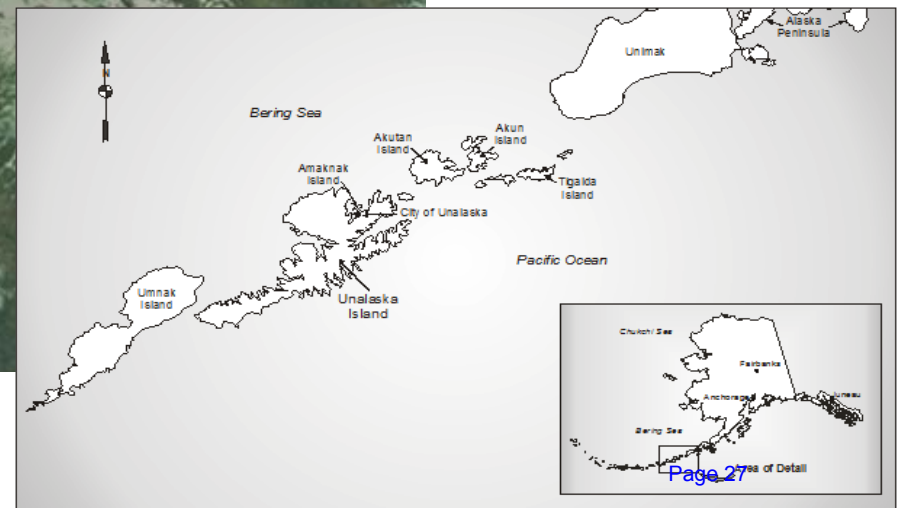 Alaska
Peninsula
Unimak
N
Bering Sea
Akun
Island
Akutan
Island
Amaknak
Island
Tigalda
Island
City of Unalaska
Pacific Ocean
Umnak
Island
Unalaska
Island
Chukchi Sea
Fairbanks
Anchorage
Juneau
Bering Sea
Area of Detail
Page 27